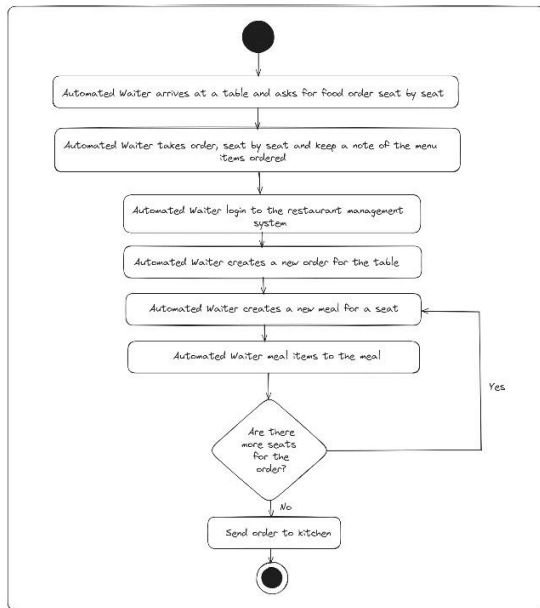 Automated Waiter arrives at a table and asks for food order seat by seat
Automated Waiter takes order, seat by seat and keep a note of the menu
items ordered
Automated Waiter login to the restaurant management
system
Automated Waiter creates a new order for the table
Automated Waiter creates a new meal for a seat
Automated Waiter meal items to the meal
Are there
more seats
for the
order?
Yes
No
Send order to kitchen